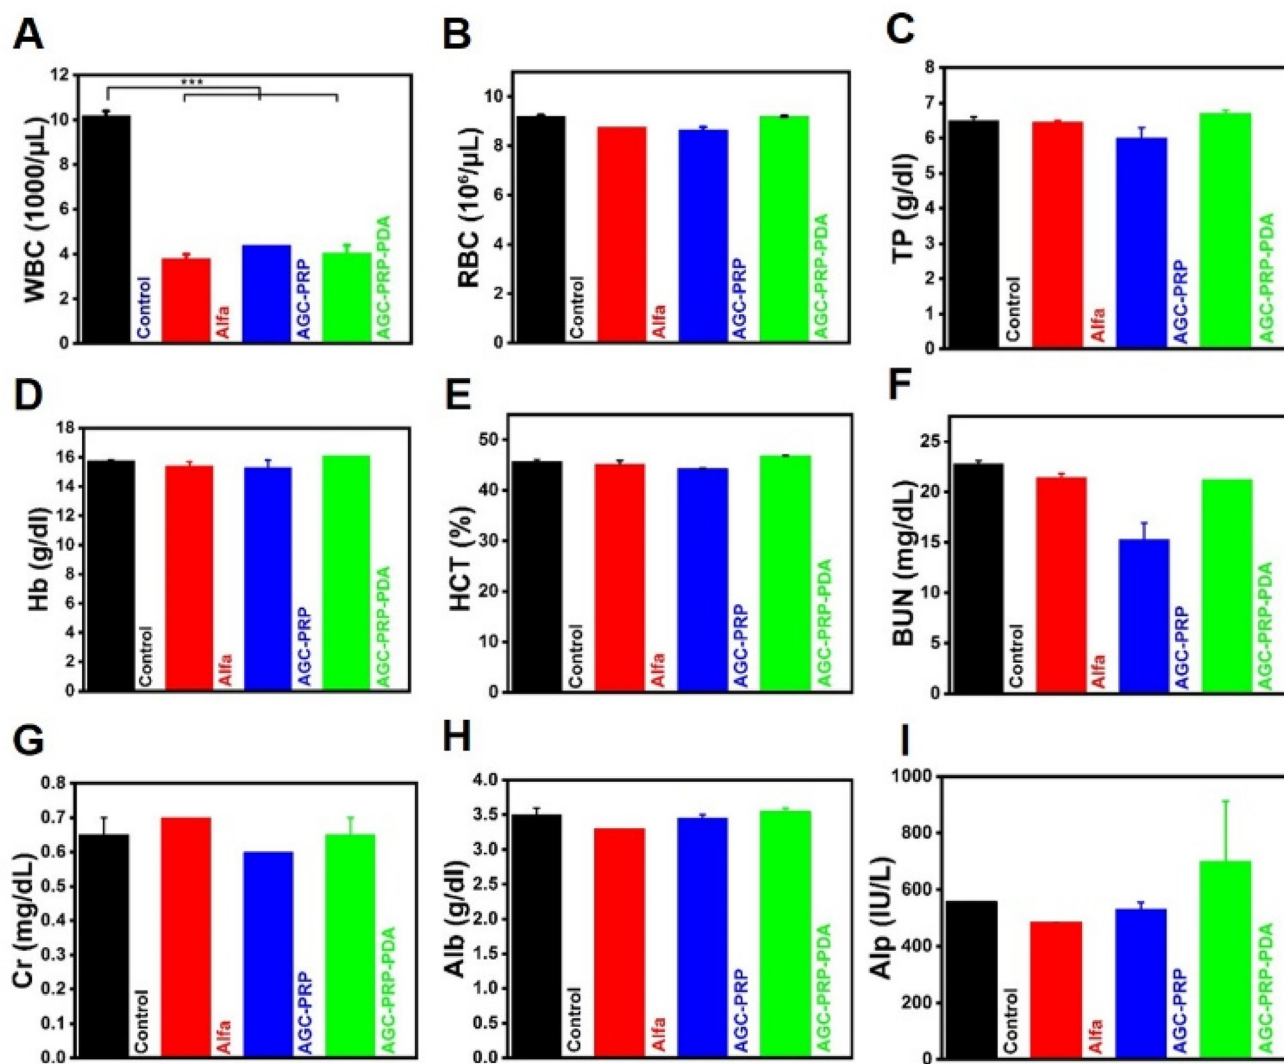 A
WBC (1000/µL)
12
10
8
6
4
2
0
***
Control
Alfa
AGC-PRP
AGC-PRP-PDA
B
RBC (10⁶/µL)
10
8
6
4
2
0
Control
Alfa
AGC-PRP
AGC-PRP-PDA
C
TP (g/dl)
8
7
6
5
4
3
2
1
0
Control
Alfa
AGC-PRP
AGC-PRP-PDA
D
Hb (g/dl)
18
16
14
12
10
8
6
4
2
0
Control
Alfa
AGC-PRP
AGC-PRP-PDA
E
HCT (%)
50
40
30
20
10
0
Control
Alfa
AGC-PRP
AGC-PRP-PDA
F
BUN (mg/dL)
25
20
15
10
5
0
Control
Alfa
AGC-PRP
AGC-PRP-PDA
G
Cr (mg/dL)
0.8
0.7
0.6
0.5
0.4
0.3
0.2
0.1
0.0
Control
Alfa
AGC-PRP
AGC-PRP-PDA
H
Alb (g/dl)
4.0
3.5
3.0
2.5
2.0
1.5
1.0
0.5
0.0
Control
Alfa
AGC-PRP
AGC-PRP-PDA
I
Alp (IU/L)
1000
800
600
400
200
0
Control
Alfa
AGC-PRP
AGC-PRP-PDA